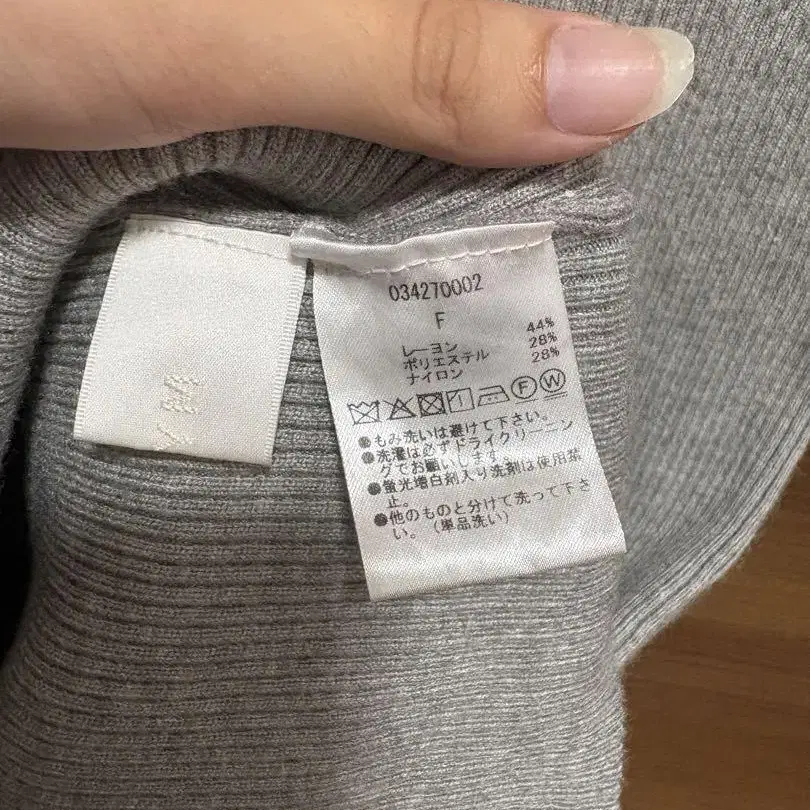 034270002
F
レーヨン 44%
ポリエステル 28%
ナイロン 28%
F W
●もみ洗いは避けて下さい。
●洗濯は必ずドライクリーニン
グでお願いします。
●蛍光増白剤入り洗剤は使用禁
止。
●他のものと分けて洗って下さ
い。（単品洗い）